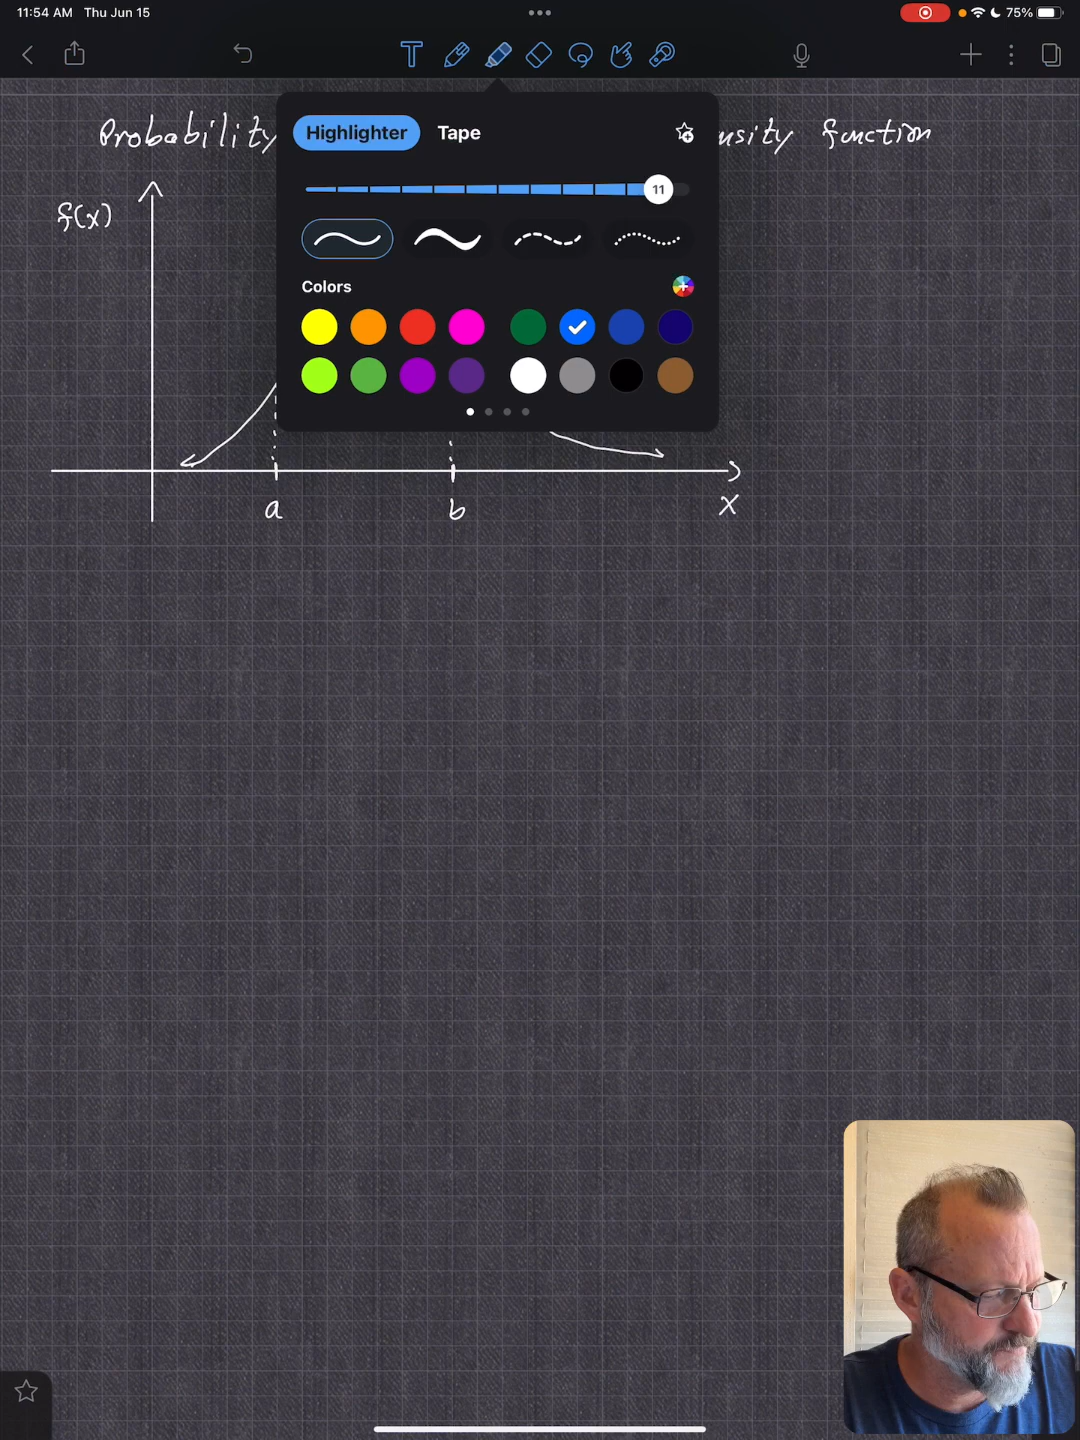 11:54 AM Thu Jun 15
75%
T
Probability
nsity function
Highlighter Tape
11
f(x)
Colors
a
b
x